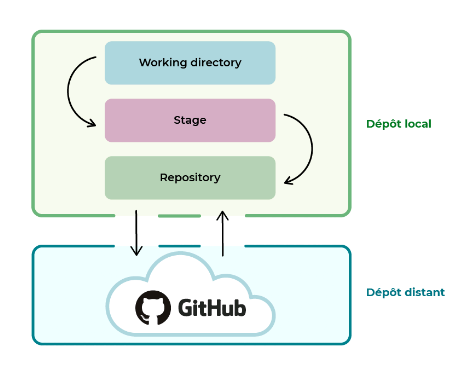 Working directory
Stage
Dépôt local
Repository
Dépôt distant
GitHub